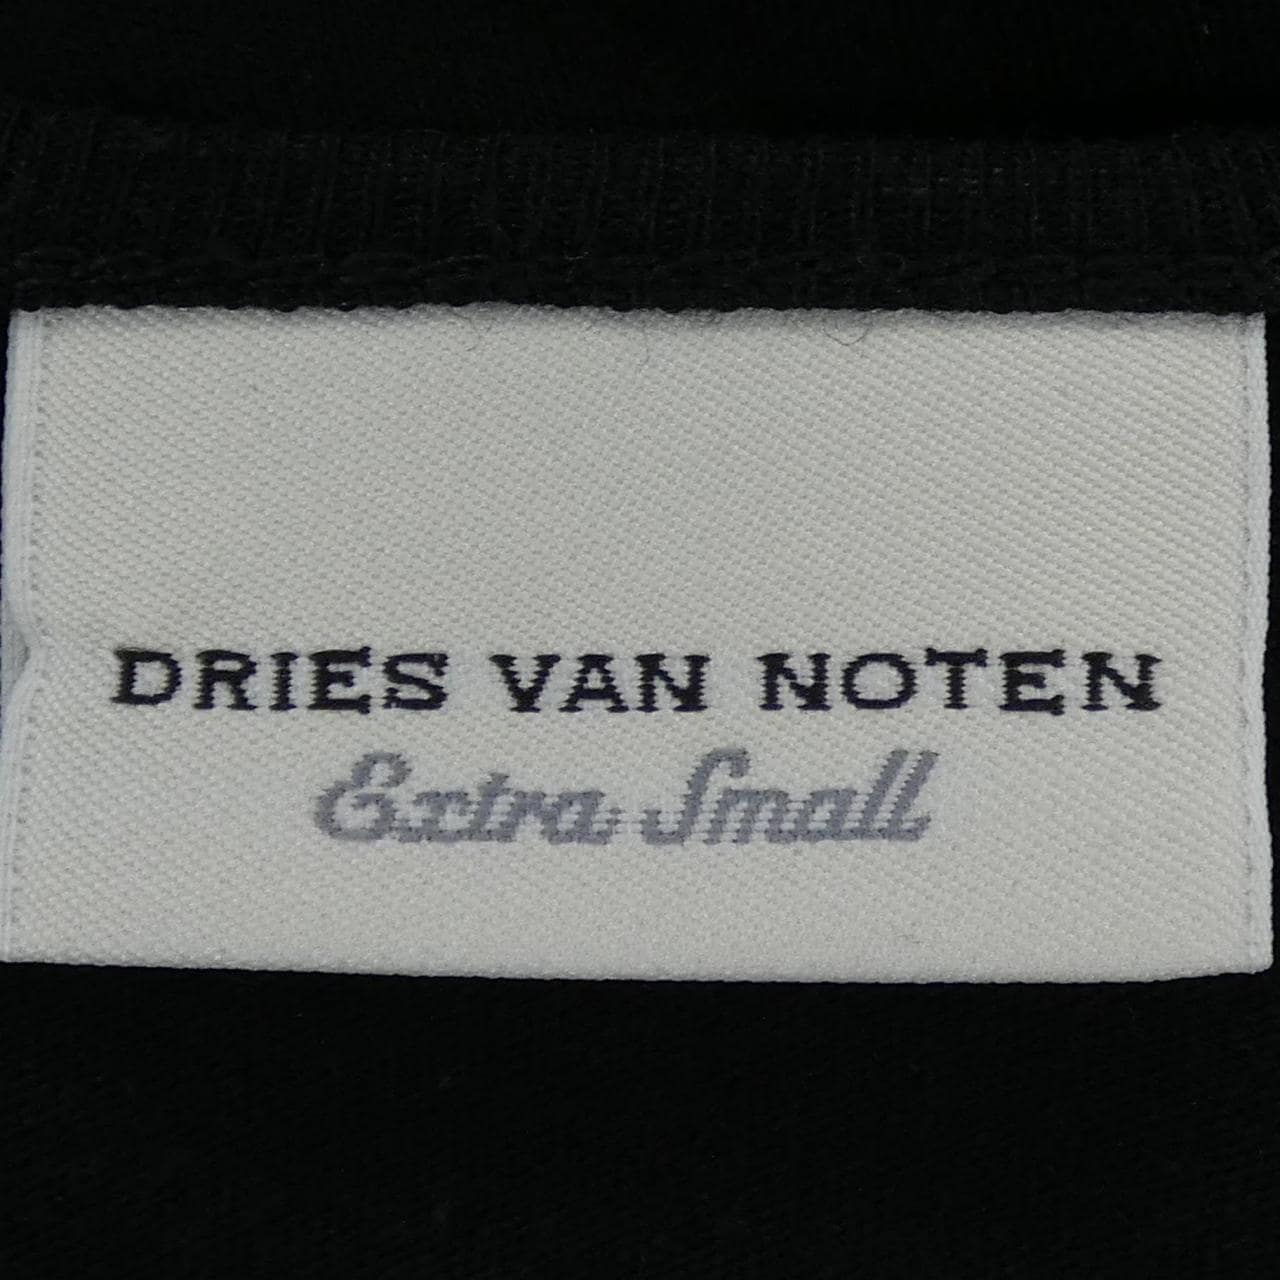 DRIES VAN NOTEN
Extra Small